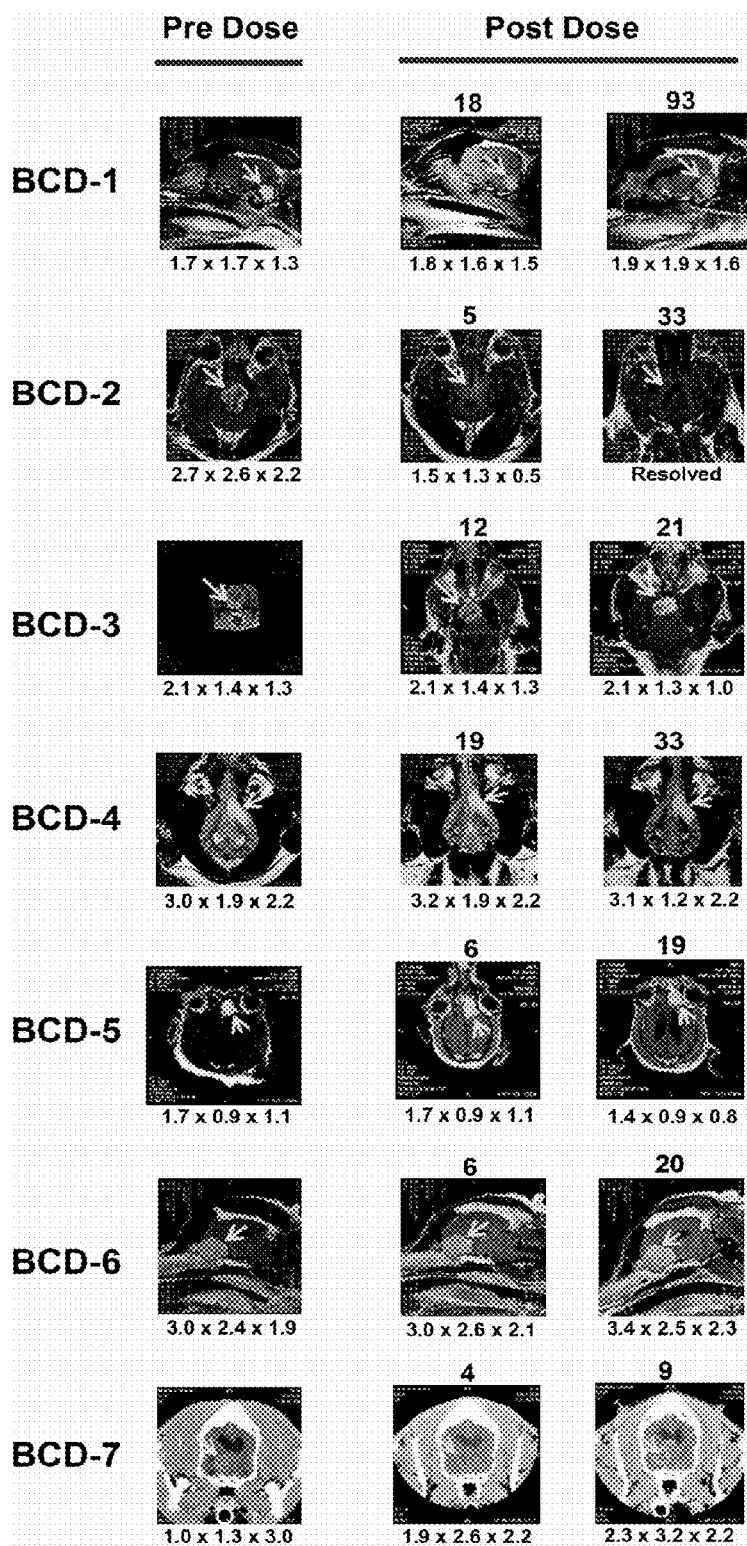 Pre Dose Post Dose
18 93
BCD-1
1.7 x 1.7 x 1.3 1.8 x 1.6 x 1.5 1.9 x 1.9 x 1.6
5 33
BCD-2
2.7 x 2.6 x 2.2 1.5 x 1.3 x 0.5 Resolved
12 21
BCD-3
2.1 x 1.4 x 1.3 2.1 x 1.4 x 1.3 2.1 x 1.3 x 1.0
19 33
BCD-4
3.0 x 1.9 x 2.2 3.2 x 1.9 x 2.2 3.1 x 1.2 x 2.2
6 19
BCD-5
1.7 x 0.9 x 1.1 1.7 x 0.9 x 1.1 1.4 x 0.9 x 0.8
6 20
BCD-6
3.0 x 2.4 x 1.9 3.0 x 2.6 x 2.1 3.4 x 2.5 x 2.3
4 9
BCD-7
1.0 x 1.3 x 3.0 1.9 x 2.6 x 2.2 2.3 x 3.2 x 2.2